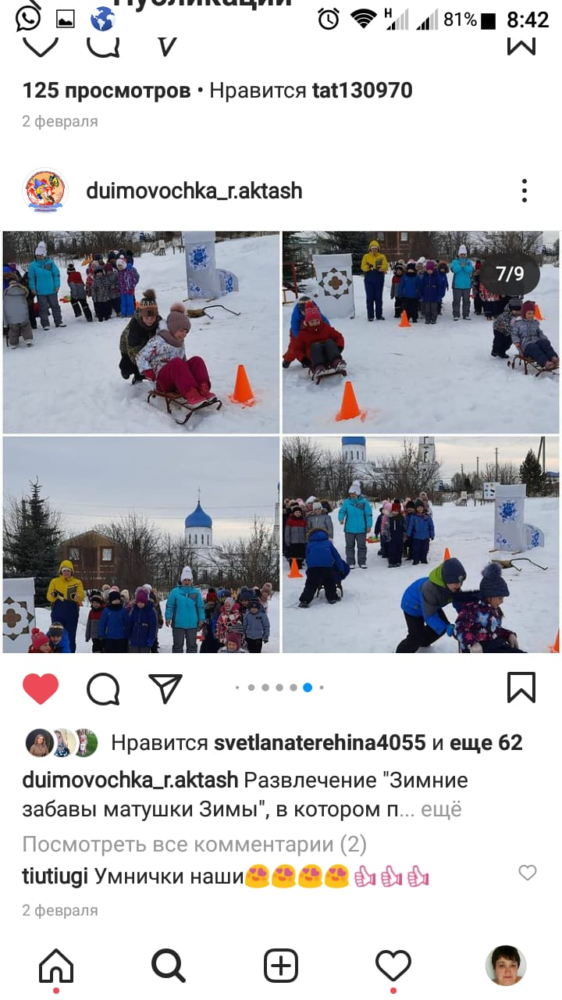 Публикации
Н 81% 8:42
125 просмотров • Нравится tat130970
2 февраля
duimovochka_r.aktash
7/9
Нравится svetlanaterehina4055 и еще 62
duimovochka_r.aktash Развлечение "Зимние
забавы матушки Зимы", в котором п... ещё
Посмотреть все комментарии (2)
tiutiugi Умнички наши😍😍😍😍👍👍👍
2 февраля